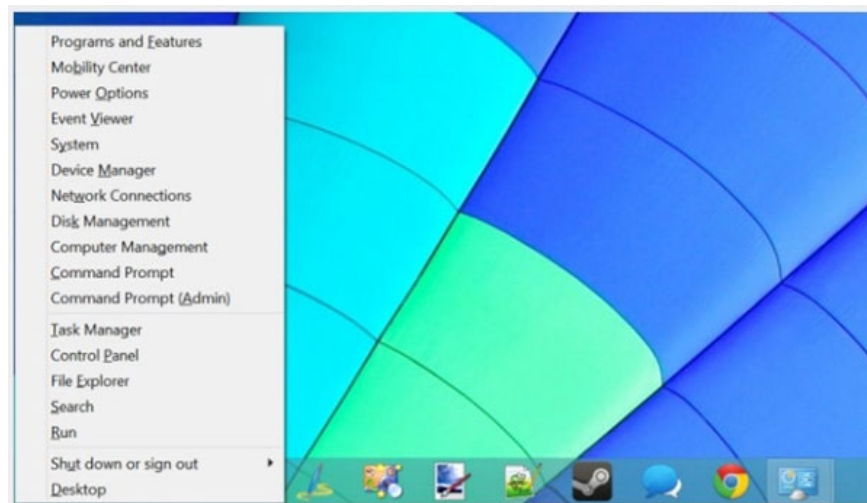 Programs and Features
Mobility Center
Power Options
Event Viewer
System
Device Manager
Network Connections
Disk Management
Computer Management
Command Prompt
Command Prompt (Admin)
Task Manager
Control Panel
File Explorer
Search
Run
Shut down or sign out
Desktop